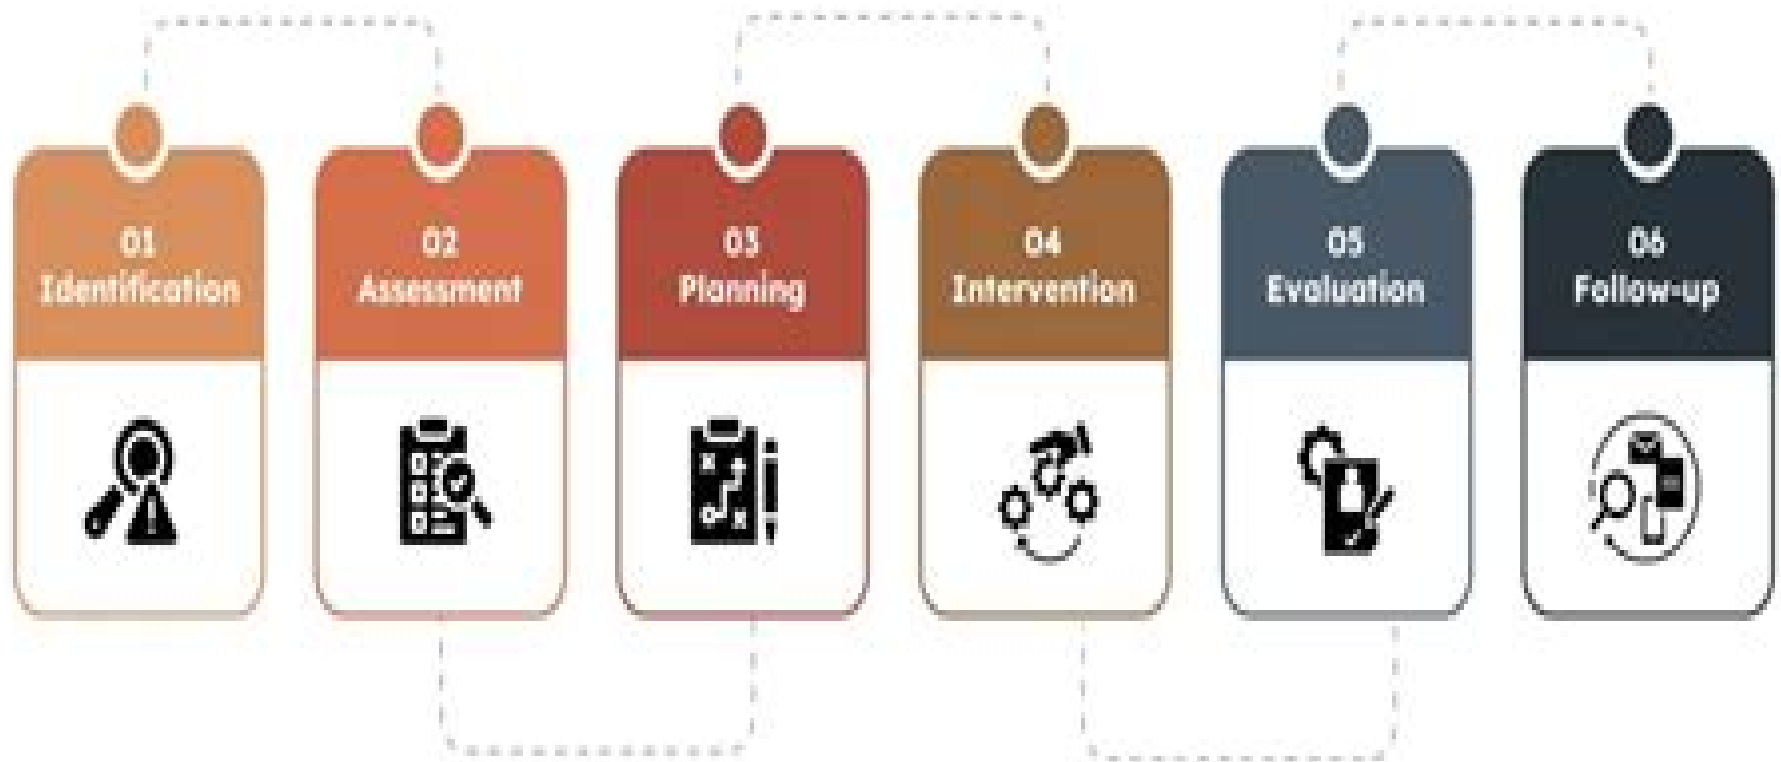 01
Identification
02
Assessment
03
Planning
04
Intervention
05
Evaluation
06
Follow-up